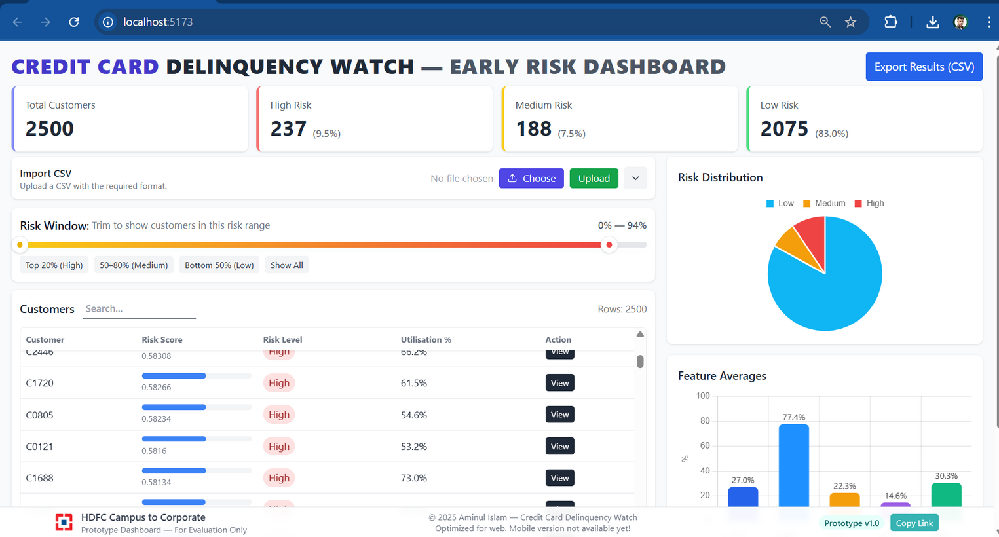 localhost:5173
CREDIT CARD DELINQUENCY WATCH — EARLY RISK DASHBOARD
Export Results (CSV)
Total Customers
2500
High Risk
237 (9.5%)
Medium Risk
188 (7.5%)
Low Risk
2075 (83.0%)
Import CSV
Upload a CSV with the required format.
No file chosen
Choose
Upload
Risk Window: Trim to show customers in this risk range
0% — 94%
Top 20% (High)
50–80% (Medium)
Bottom 50% (Low)
Show All
Customers
Search...
Rows: 2500
Customer Risk Score Risk Level Utilisation % Action
C2446 0.58308 High 66.2% View
C1720 0.58266 High 61.5% View
C0805 0.58234 High 54.6% View
C0121 0.5816 High 53.2% View
C1688 0.58134 High 73.0% View
Risk Distribution
Low Medium High
Feature Averages
100
80
60
40
20
%
27.0%
77.4%
22.3%
14.6%
30.3%
HDFC Campus to Corporate
Prototype Dashboard — For Evaluation Only
© 2025 Aminul Islam — Credit Card Delinquency Watch
Optimized for web. Mobile version not available yet!
Prototype v1.0
Copy Link